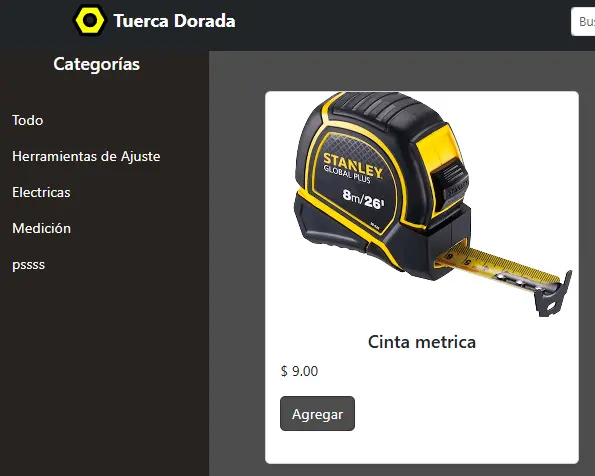 Tuerca Dorada
Bus
Categorías
Todo
Herramientas de Ajuste
Electricas
Medición
pssss
STANLEY
GLOBAL PLUS
8m/26'
Cinta metrica
$ 9.00
Agregar